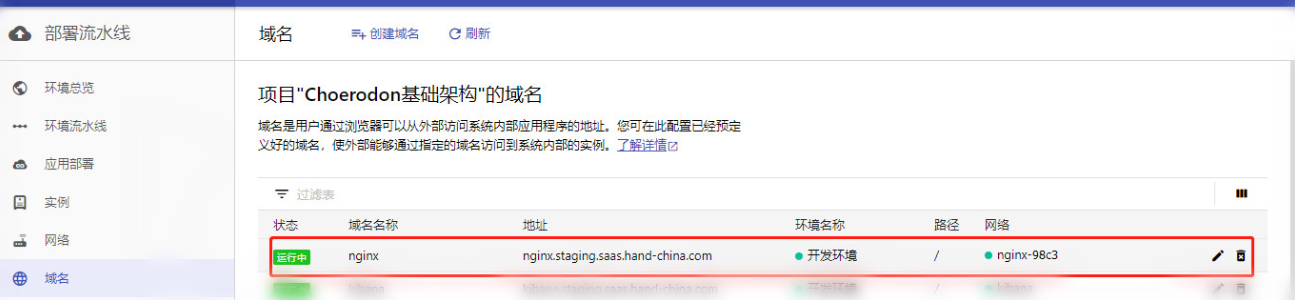 部署流水线
域名
创建域名
刷新
环境总览
环境流水线
应用部署
实例
网络
域名
项目"Choerodon基础架构"的域名
域名是用户通过浏览器可以从外部访问系统内部应用程序的地址。您可在此配置已经预定
义好的域名，使外部能够通过指定的域名访问到系统内部的实例。了解详情
过滤表
状态 域名名称 地址 环境名称 路径 网络
运行中 nginx nginx.staging.saas.hand-china.com 开发环境 / nginx-98c3
kibana kibana.staging.saas.hand-china.com 开发环境 / kibana